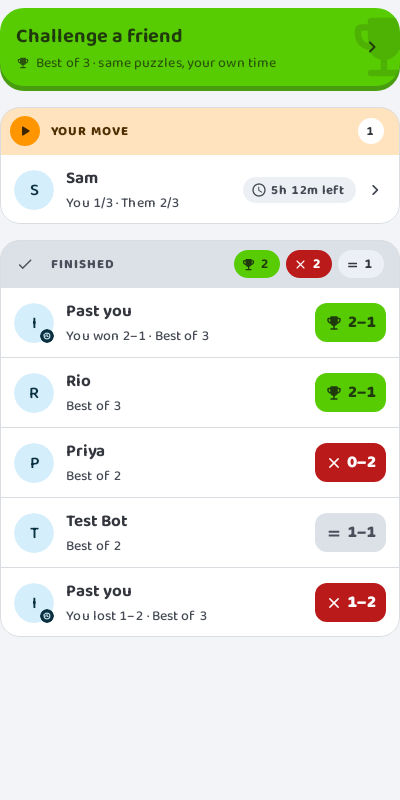 Challenge a friend
Best of 3 · same puzzles, your own time
YOUR MOVE
1
S
Sam
You 1/3 · Them 2/3
5h 12m left
FINISHED
2
2
1
Past you
You won 2–1 · Best of 3
2–1
R
Rio
Best of 3
2–1
P
Priya
Best of 2
0–2
T
Test Bot
Best of 2
1–1
Past you
You lost 1–2 · Best of 3
1–2